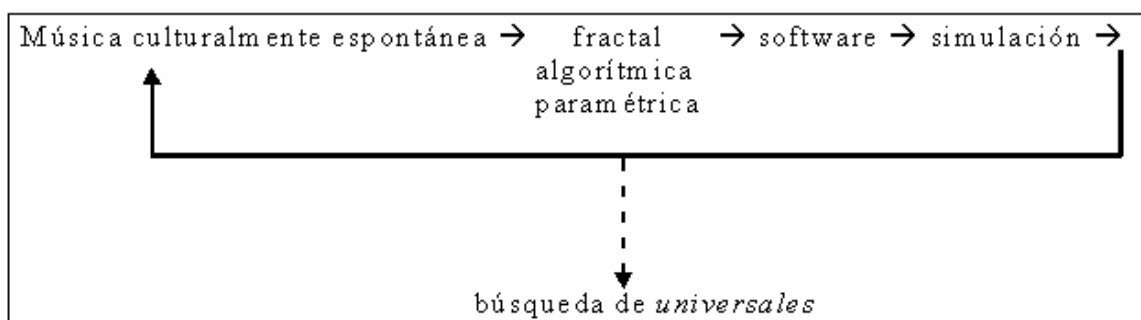 Música culturalmente espontánea → fractal → software → simulación →
algorítmica
paramétrica
búsqueda de universales